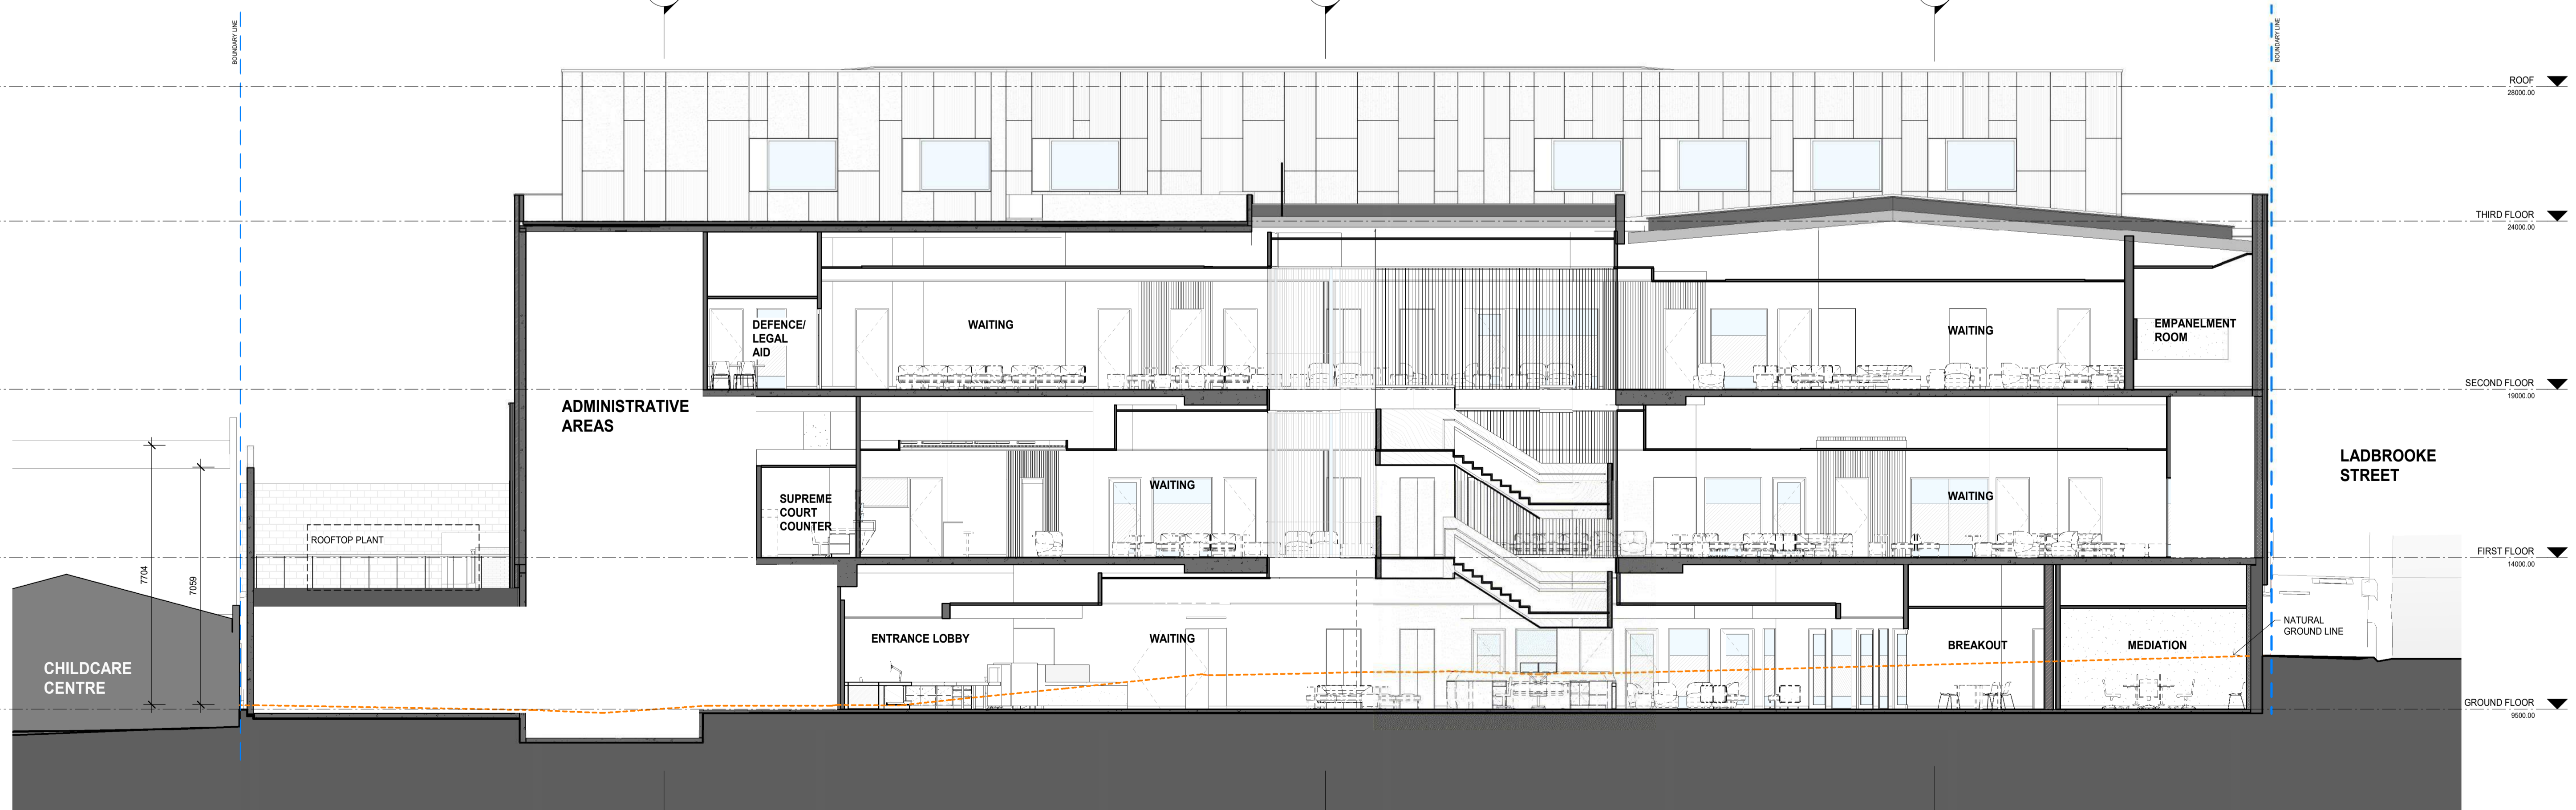 BOUNDARY LINE
BOUNDARY LINE
ROOF
28000.00
THIRD FLOOR
24000.00
DEFENCE/
LEGAL
AID
WAITING
WAITING
EMPANELMENT
ROOM
SECOND FLOOR
19000.00
ADMINISTRATIVE
AREAS
LADBROOKE
STREET
SUPREME
COURT
COUNTER
WAITING
WAITING
ROOFTOP PLANT
FIRST FLOOR
14000.00
7704
7059
CHILDCARE
CENTRE
ENTRANCE LOBBY
WAITING
BREAKOUT
MEDIATION
NATURAL
GROUND LINE
GROUND FLOOR
9500.00